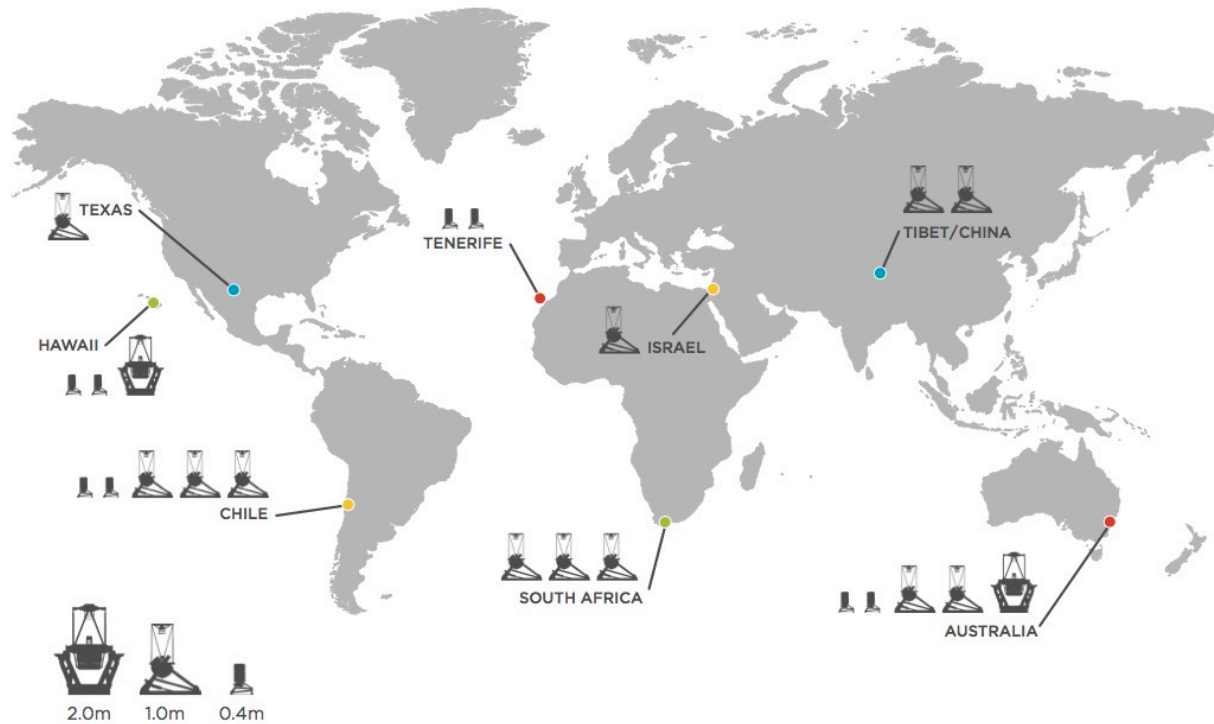 TEXAS
TENERIFE
TIBET/CHINA
HAWAII
ISRAEL
CHILE
SOUTH AFRICA
AUSTRALIA
2.0m 1.0m 0.4m